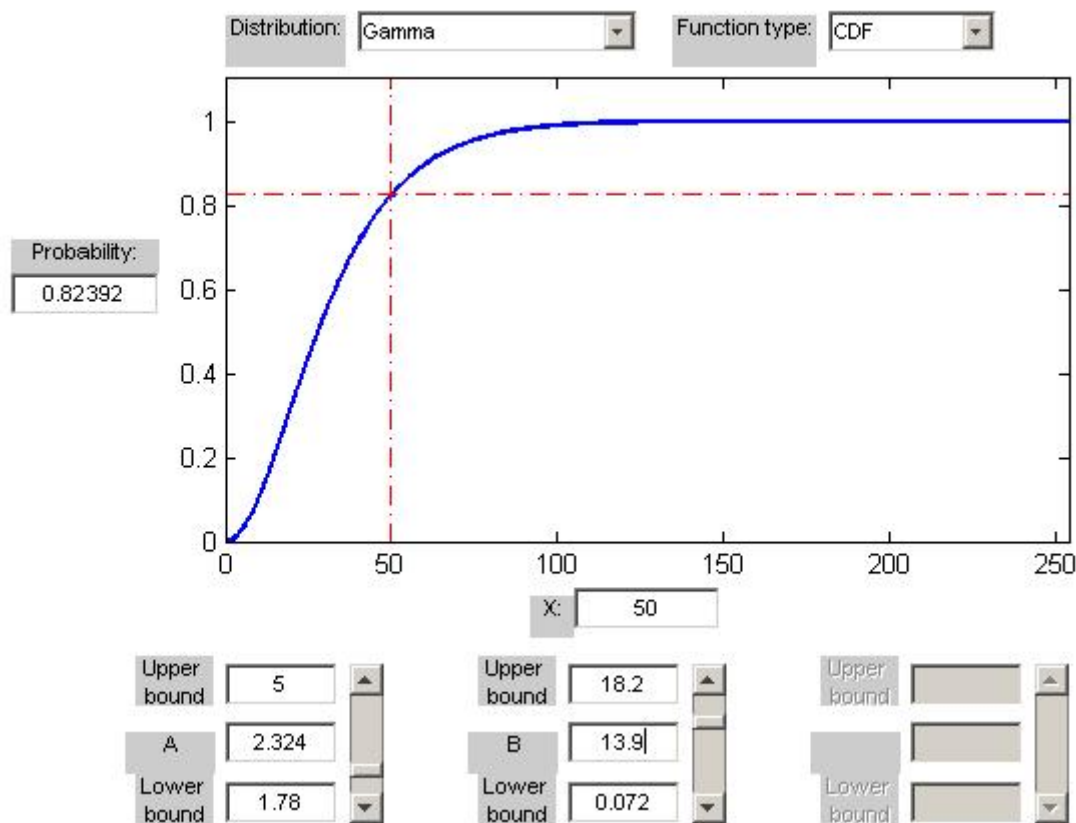 Distribution: Gamma Function type: CDF
1
0.8
Probability:
0.82392
0.6
0.4
0.2
0
0 50 100 150 200 250
X: 50
Upper bound 5 Upper bound 18.2 Upper bound
A 2.324 B 13.9
Lower bound 1.78 Lower bound 0.072 Lower bound